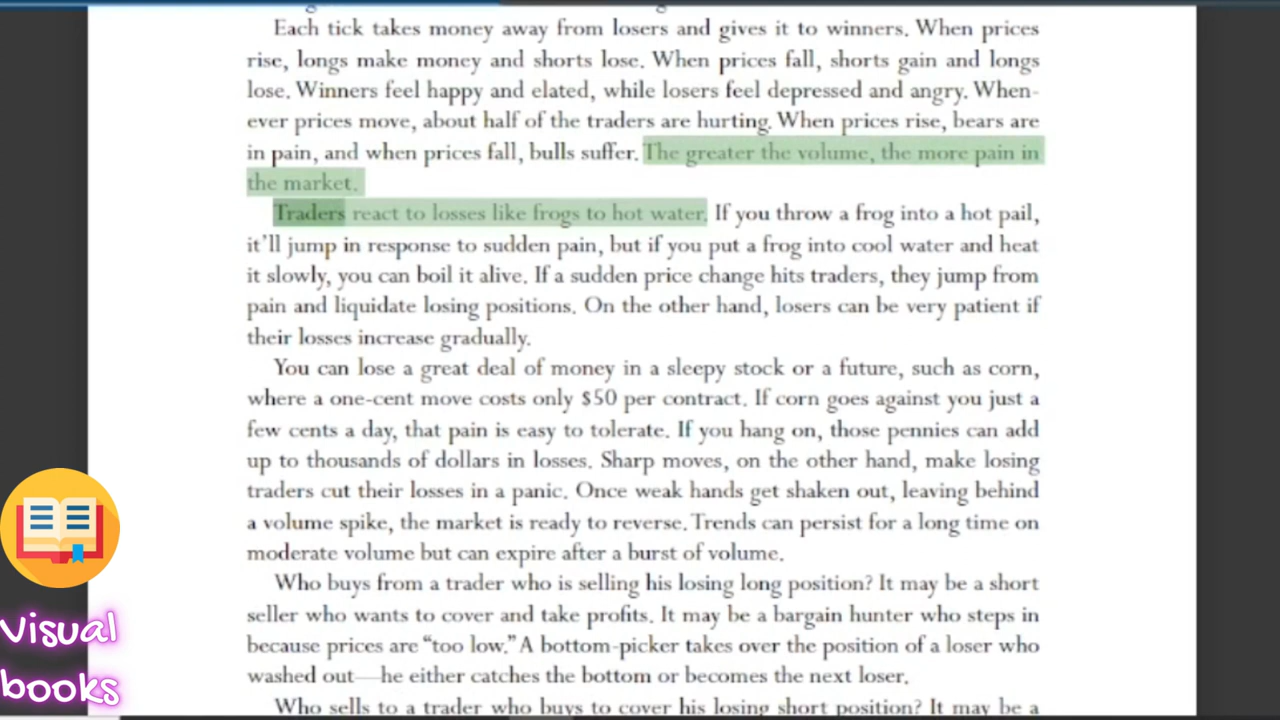 Each tick takes money away from losers and gives it to winners. When prices
rise, longs make money and shorts lose. When prices fall, shorts gain and longs
lose. Winners feel happy and elated, while losers feel depressed and angry. When-
ever prices move, about half of the traders are hurting. When prices rise, bears are
in pain, and when prices fall, bulls suffer. The greater the volume, the more pain in
the market.
Traders react to losses like frogs to hot water. If you throw a frog into a hot pail,
it'll jump in response to sudden pain, but if you put a frog into cool water and heat
it slowly, you can boil it alive. If a sudden price change hits traders, they jump from
pain and liquidate losing positions. On the other hand, losers can be very patient if
their losses increase gradually.
You can lose a great deal of money in a sleepy stock or a future, such as corn,
where a one-cent move costs only $50 per contract. If corn goes against you just a
few cents a day, that pain is easy to tolerate. If you hang on, those pennies can add
up to thousands of dollars in losses. Sharp moves, on the other hand, make losing
traders cut their losses in a panic. Once weak hands get shaken out, leaving behind
a volume spike, the market is ready to reverse. Trends can persist for a long time on
moderate volume but can expire after a burst of volume.
Who buys from a trader who is selling his losing long position? It may be a short
seller who wants to cover and take profits. It may be a bargain hunter who steps in
because prices are “too low.” A bottom-picker takes over the position of a loser who
washed out—he either catches the bottom or becomes the next loser.
Who sells to a trader who buys to cover his losing short position? It may be a
Visual
books